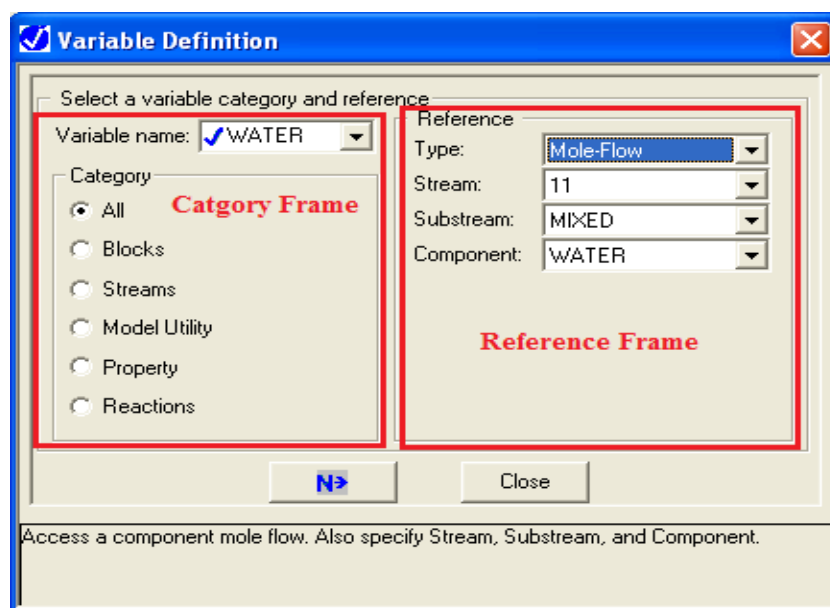 Variable Definition
Select a variable category and reference
Variable name: WATER
Category
All
Catgory Frame
Blocks
Streams
Model Utility
Property
Reactions
Reference
Type: Mole-Flow
Stream: 11
Substream: MIXED
Component: WATER
Reference Frame
N
Close
Access a component mole flow. Also specify Stream, Substream, and Component.